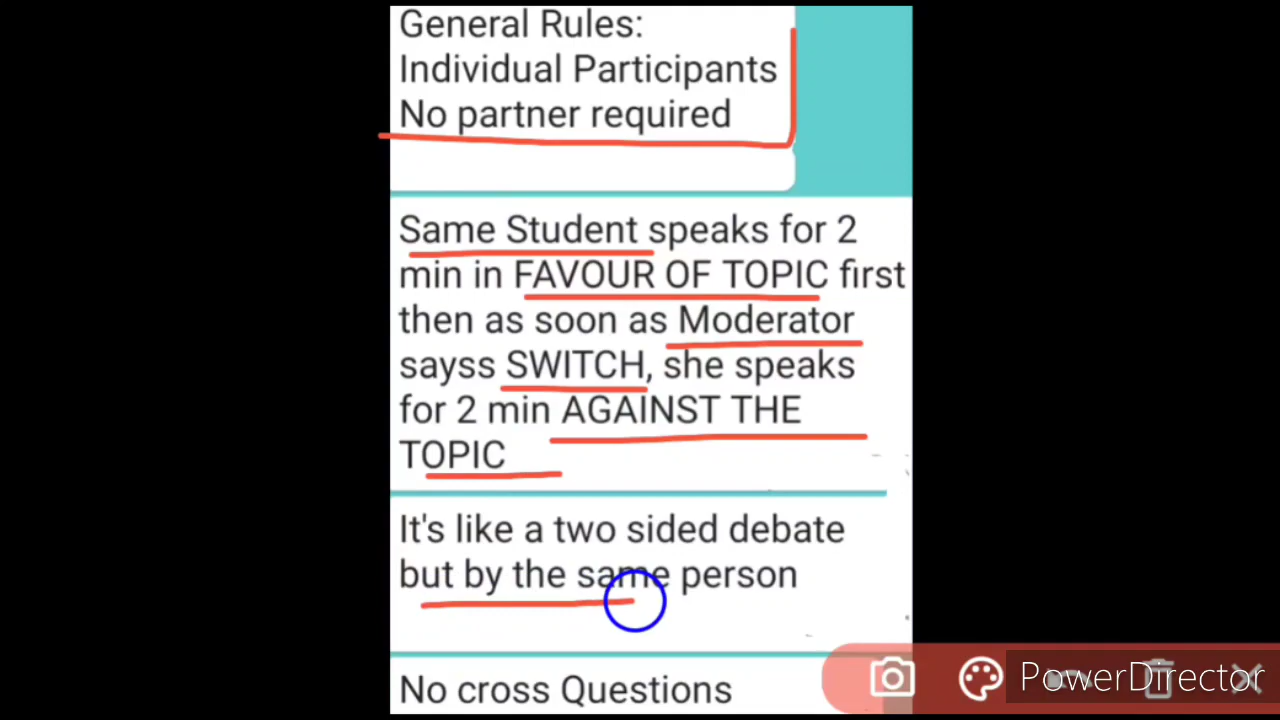 General Rules:
Individual Participants
No partner required
Same Student speaks for 2
min in FAVOUR OF TOPIC first
then as soon as Moderator
sayss SWITCH, she speaks
for 2 min AGAINST THE
TOPIC
It's like a two sided debate
but by the same person
No cross Questions
PowerDirector